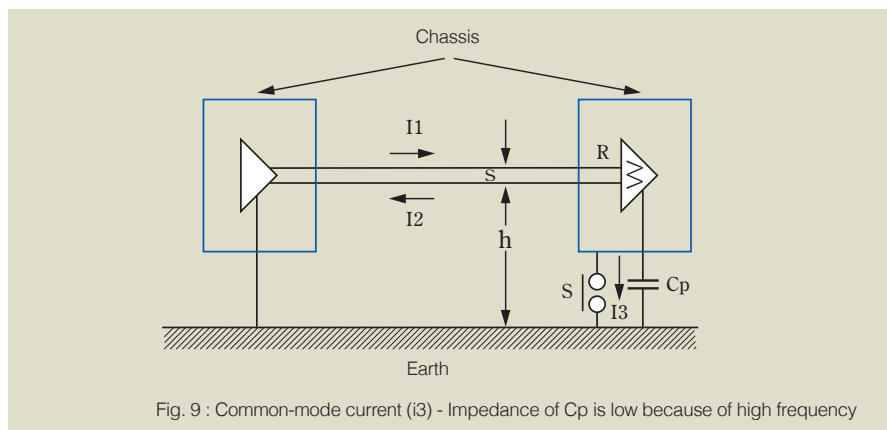 Chassis
I1
R
S
I2
h
S
I3
Cp
Earth
Fig. 9 : Common-mode current (i3) - Impedance of Cp is low because of high frequency